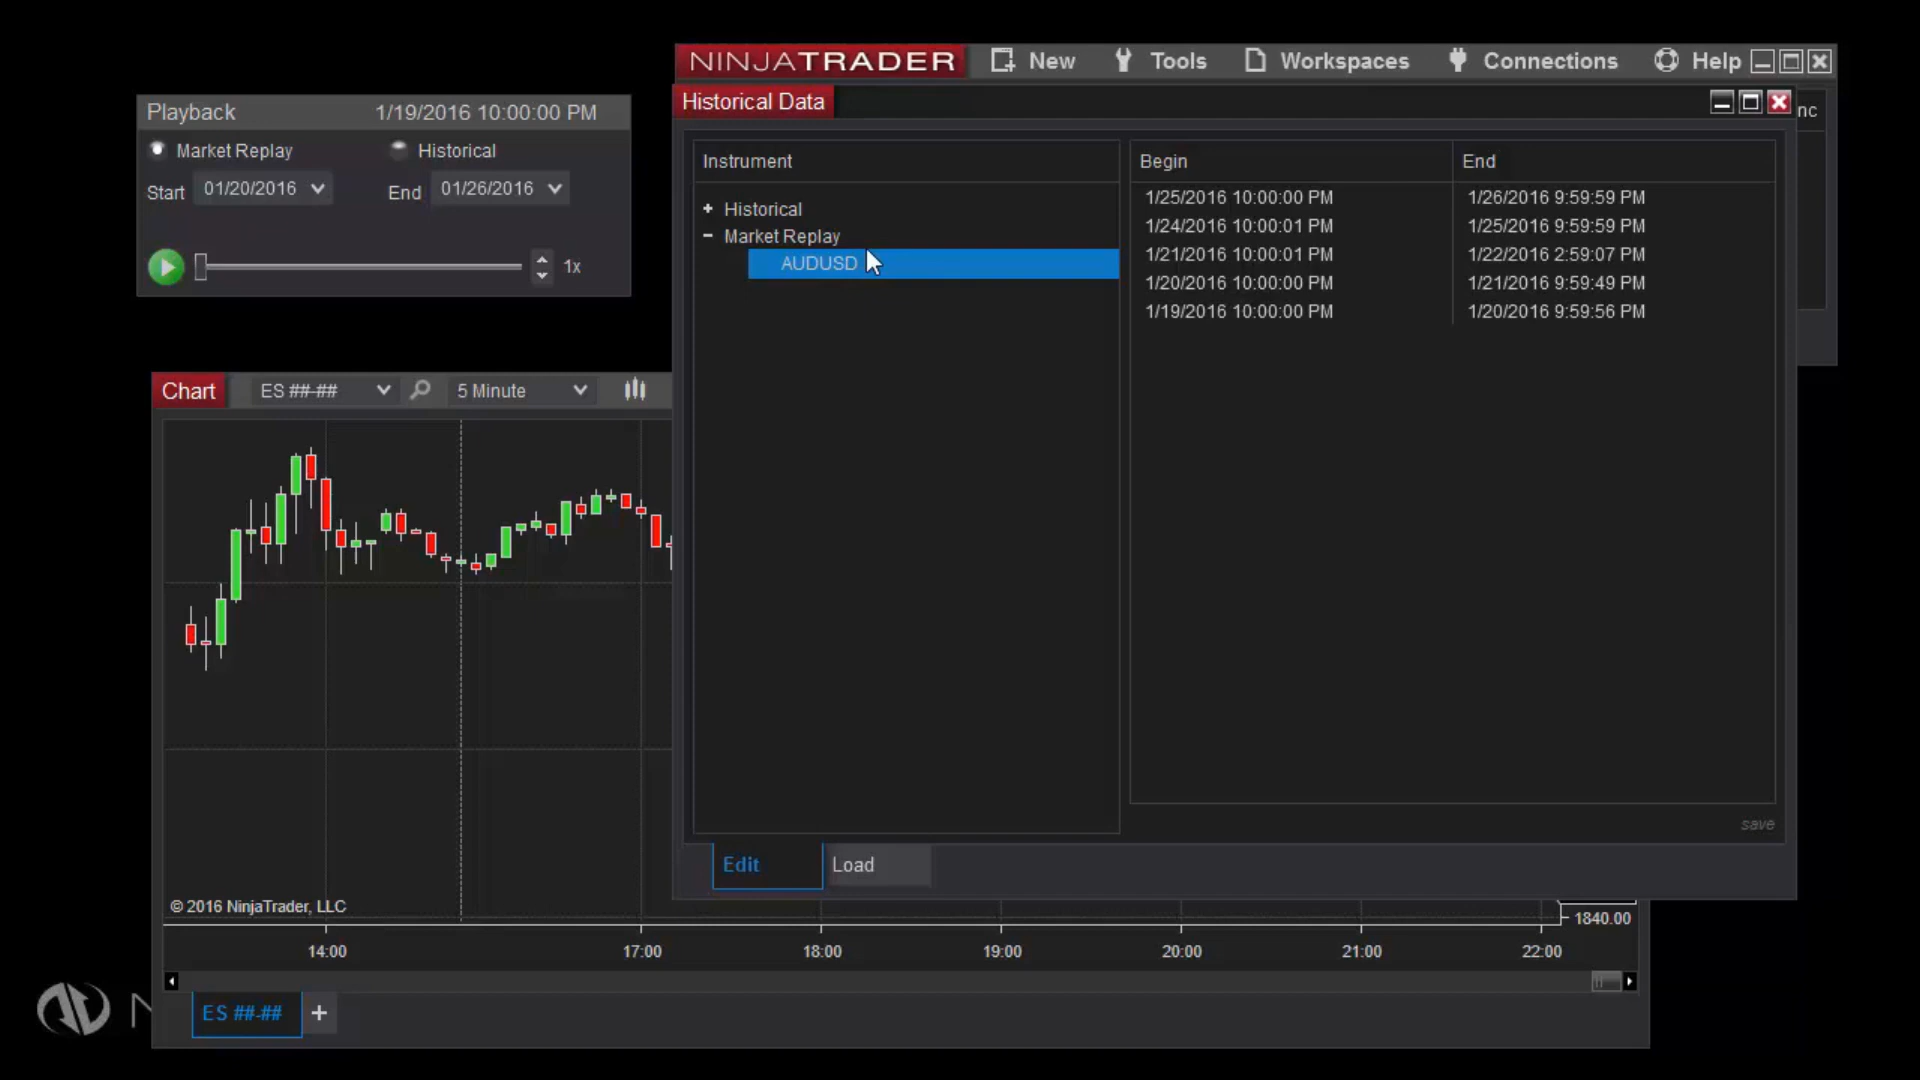 NINJATRADER New Tools Workspaces Connections Help
Historical Data
nc
Playback 1/19/2016 10:00:00 PM
Market Replay Historical
Start 01/20/2016 End 01/26/2016
1x
Instrument Begin End
+ Historical
- Market Replay
AUDUSD
1/25/2016 10:00:00 PM 1/26/2016 9:59:59 PM
1/24/2016 10:00:01 PM 1/25/2016 9:59:59 PM
1/21/2016 10:00:01 PM 1/22/2016 2:59:07 PM
1/20/2016 10:00:00 PM 1/21/2016 9:59:49 PM
1/19/2016 10:00:00 PM 1/20/2016 9:59:56 PM
save
Edit Load
Chart ES ##-## 5 Minute
© 2016 NinjaTrader, LLC
1840.00
14:00 17:00 18:00 19:00 20:00 21:00 22:00
N
ES ##-## +